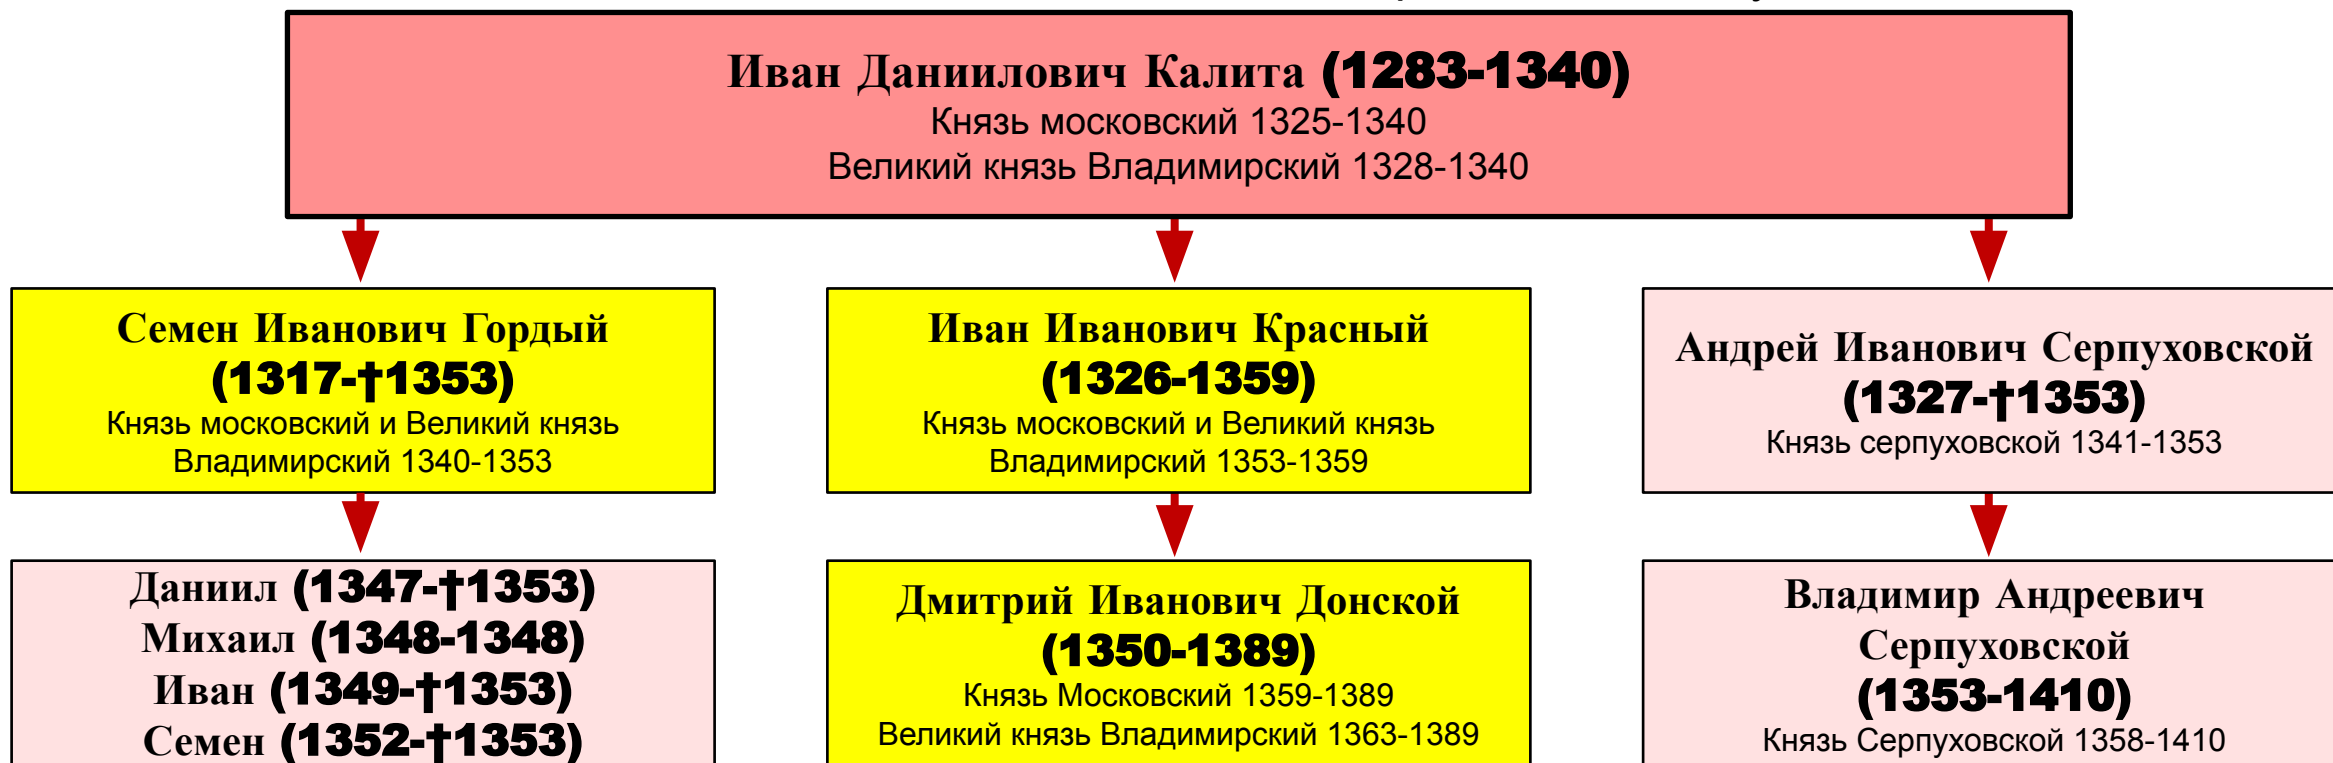 Иван Даниилович Калита (1283-1340)
Князь московский 1325-1340
Великий князь Владимирский 1328-1340
Семен Иванович Гордый
(1317-†1353)
Князь московский и Великий князь
Владимирский 1340-1353
Иван Иванович Красный
(1326-1359)
Князь московский и Великий князь
Владимирский 1353-1359
Андрей Иванович Серпуховской
(1327-†1353)
Князь серпуховской 1341-1353
Даниил (1347-†1353)
Михаил (1348-1348)
Иван (1349-†1353)
Семен (1352-†1353)
Дмитрий Иванович Донской
(1350-1389)
Князь Московский 1359-1389
Великий князь Владимирский 1363-1389
Владимир Андреевич
Серпуховской
(1353-1410)
Князь Серпуховской 1358-1410